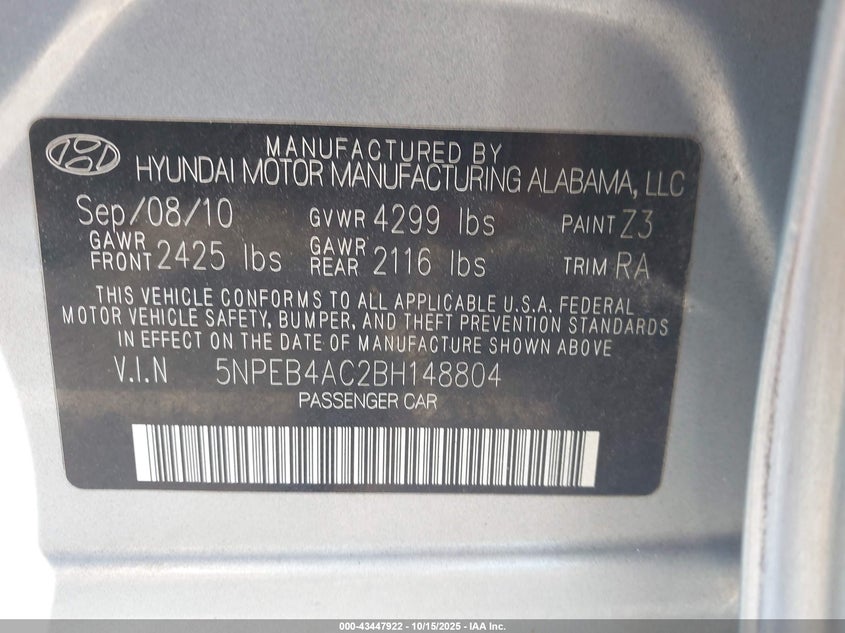 MANUFACTURED BY
HYUNDAI MOTOR MANUFACTURING ALABAMA, LLC
Sep/08/10 GVWR 4299 lbs PAINT Z3
GAWR FRONT 2425 lbs GAWR REAR 2116 lbs TRIM RA
THIS VEHICLE CONFORMS TO ALL APPLICABLE U.S.A. FEDERAL
MOTOR VEHICLE SAFETY, BUMPER, AND THEFT PREVENTION STANDARDS
IN EFFECT ON THE DATE OF MANUFACTURE SHOWN ABOVE
V.I.N 5NPEB4AC2BH148804
PASSENGER CAR
000-43447922 - 10/15/2025 - IAA Inc.